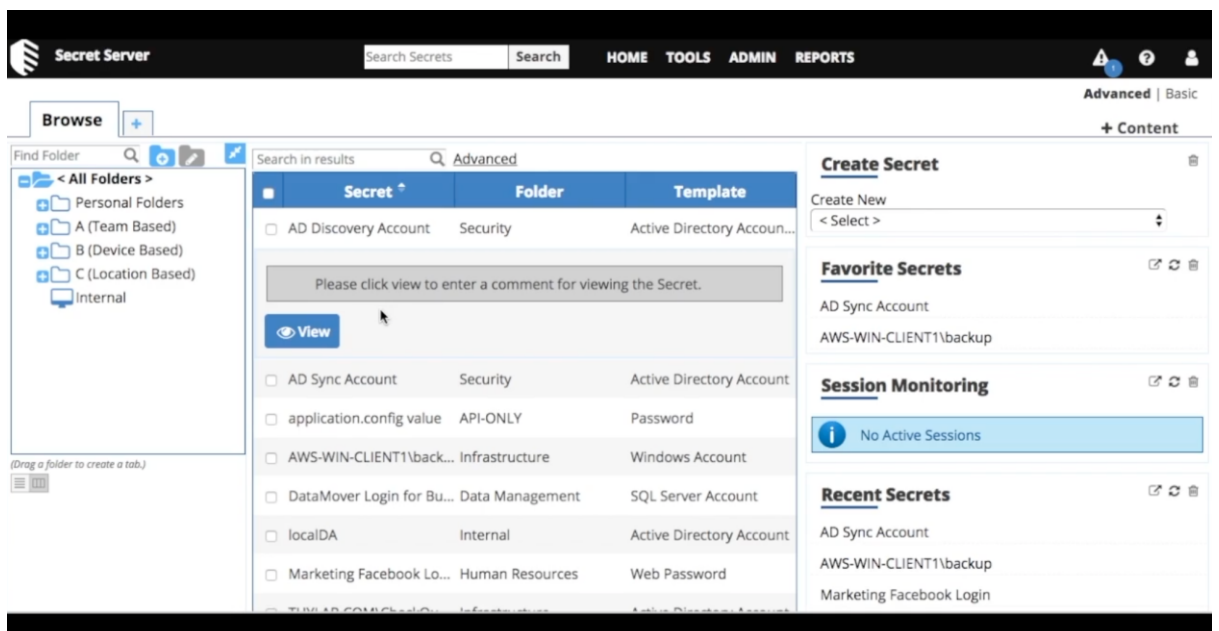 Secret Server
Search Secrets Search HOME TOOLS ADMIN REPORTS
Advanced | Basic
Browse +
+ Content
Find Folder
< All Folders >
Personal Folders
A (Team Based)
B (Device Based)
C (Location Based)
Internal
(Drag a folder to create a tab.)
Search in results Advanced
Secret Folder Template
AD Discovery Account Security Active Directory Accoun...
Please click view to enter a comment for viewing the Secret.
View
AD Sync Account Security Active Directory Account
application.config value API-ONLY Password
AWS-WIN-CLIENT1\back... Infrastructure Windows Account
DataMover Login for Bu... Data Management SQL Server Account
localDA Internal Active Directory Account
Marketing Facebook Lo... Human Resources Web Password
Create Secret
Create New
< Select >
Favorite Secrets
AD Sync Account
AWS-WIN-CLIENT1\backup
Session Monitoring
No Active Sessions
Recent Secrets
AD Sync Account
AWS-WIN-CLIENT1\backup
Marketing Facebook Login